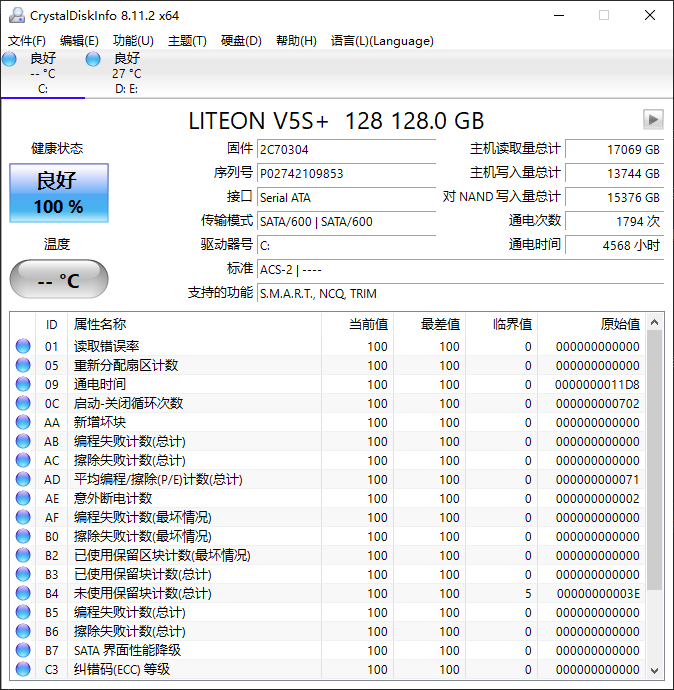 CrystalDiskInfo 8.11.2 x64
文件(F) 编辑(E) 功能(U) 主题(T) 硬盘(D) 帮助(H) 语言(L)(Language)
良好 良好
-- °C 27 °C
C: D: E:
LITEON V5S+ 128 128.0 GB
健康状态
良好
100 %
温度
-- °C
固件 2C70304 主机读取量总计 17069 GB
序列号 P02742109853 主机写入量总计 13744 GB
接口 Serial ATA 对 NAND 写入量总计 15376 GB
传输模式 SATA/600 | SATA/600 通电次数 1794 次
驱动器号 C: 通电时间 4568 小时
标准 ACS-2 | ----
支持的功能 S.M.A.R.T., NCQ, TRIM
ID 属性名称 当前值 最差值 临界值 原始值
01 读取错误率 100 100 0 000000000000
05 重新分配扇区计数 100 100 0 000000000000
09 通电时间 100 100 0 0000000011D8
0C 启动-关闭循环次数 100 100 0 000000000702
AA 新增坏块 100 100 0 000000000000
AB 编程失败计数(总计) 100 100 0 000000000000
AC 擦除失败计数(总计) 100 100 0 000000000000
AD 平均编程/擦除(P/E)计数(总计) 100 100 0 000000000071
AE 意外断电计数 100 100 0 000000000002
AF 编程失败计数(最坏情况) 100 100 0 000000000000
B0 擦除失败计数(最坏情况) 100 100 0 000000000000
B2 已使用保留区块计数(最坏情况) 100 100 0 000000000000
B3 已使用保留块计数(总计) 100 100 0 000000000000
B4 未使用保留块计数(总计) 100 100 5 00000000003E
B5 编程失败计数(总计) 100 100 0 000000000000
B6 擦除失败计数(总计) 100 100 0 000000000000
B7 SATA 界面性能降级 100 100 0 000000000000
C3 纠错码(ECC) 等级 100 100 0 000000000000